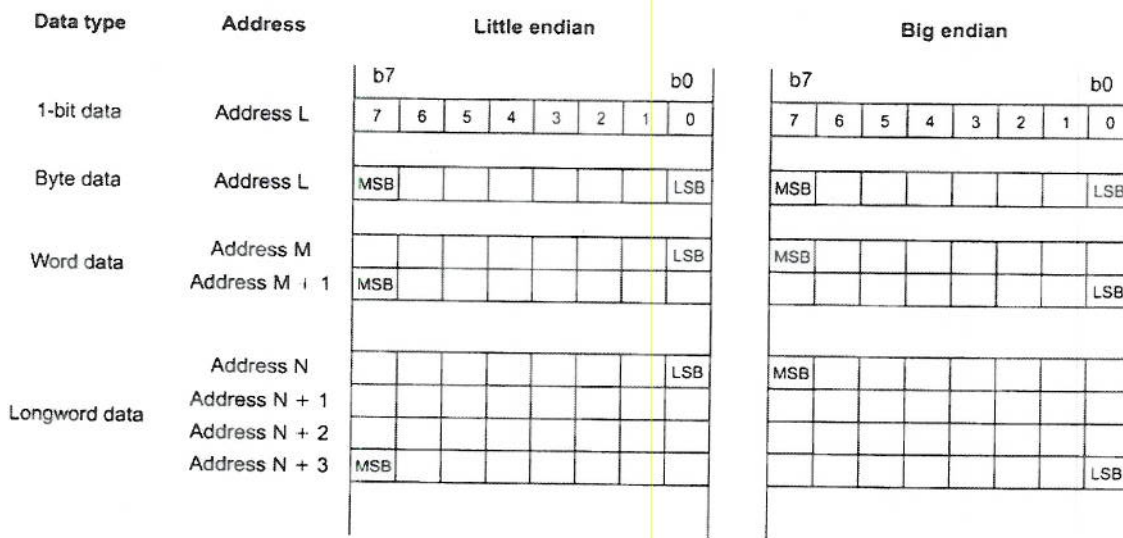 Data type Address Little endian Big endian
b7 b0 b7 b0
1-bit data Address L 7 6 5 4 3 2 1 0 7 6 5 4 3 2 1 0
Byte data Address L MSB LSB MSB LSB
Word data
Address M LSB MSB
Address M + 1 MSB LSB
Longword data
Address N LSB MSB
Address N + 1
Address N + 2
Address N + 3 MSB LSB